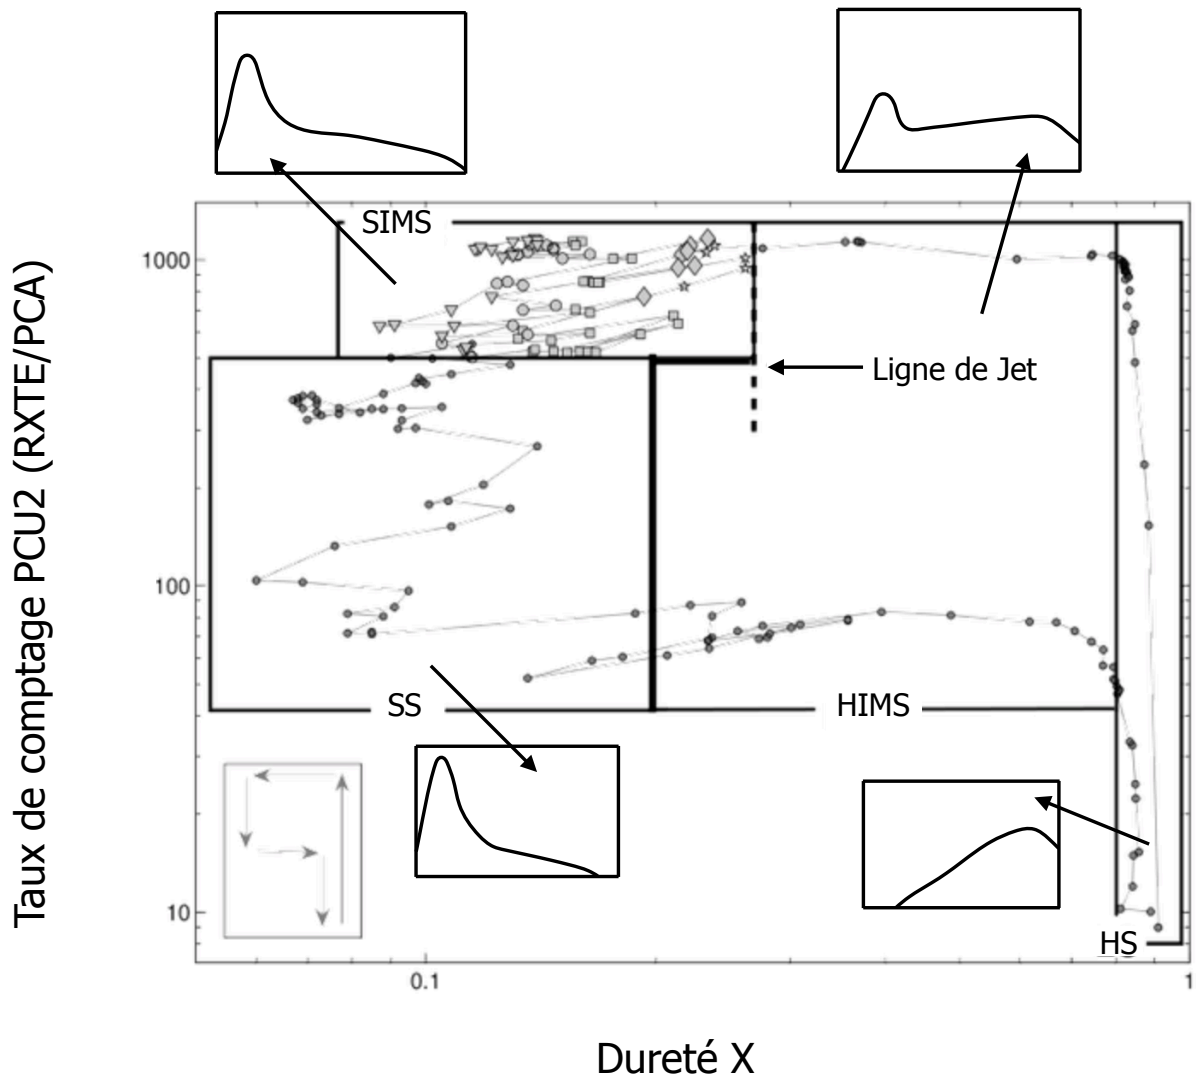 SIMS
1000
Ligne de Jet
Taux de comptage PCU2 (RXTE/PCA)
100
SS
HIMS
10
HS
0.1
1
Dureté X